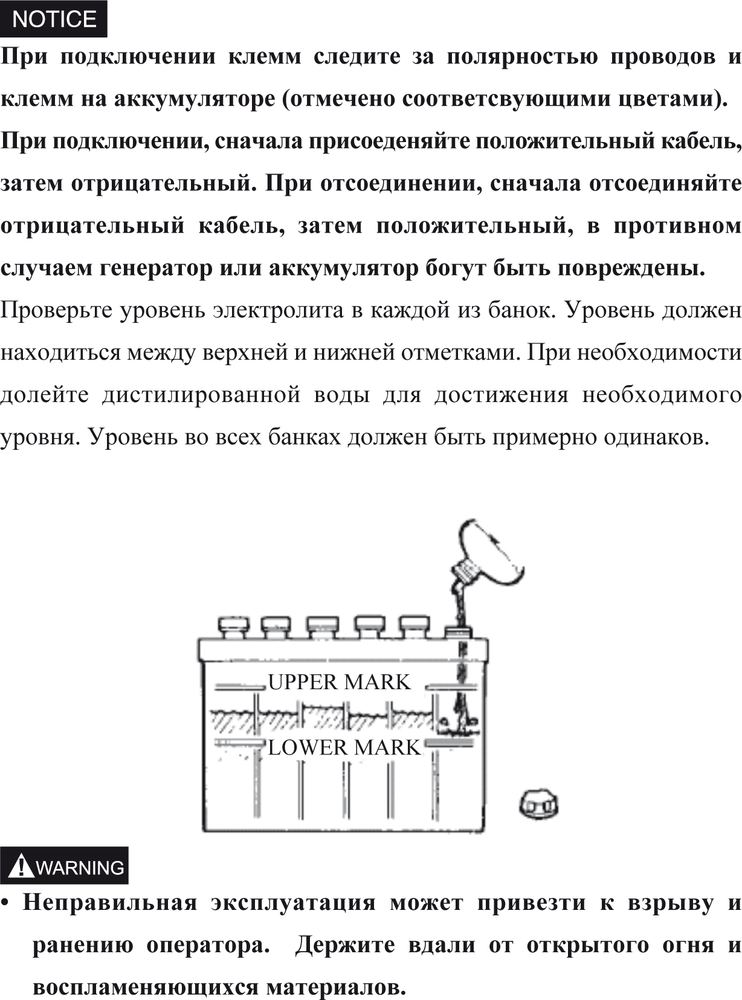 NOTICE
При подключении клемм следите за полярностью проводов и
клемм на аккумуляторе (отмечено соответсвующими цветами).
При подключении, сначала присоеденяйте положительный кабель,
затем отрицательный. При отсоединении, сначала отсоединяйте
отрицательный кабель, затем положительный, в противном
случаем генератор или аккумулятор богут быть повреждены.
Проверьте уровень электролита в каждой из банок. Уровень должен
находиться между верхней и нижней отметками. При необходимости
долейте дистилированной воды для достижения необходимого
уровня. Уровень во всех банках должен быть примерно одинаков.
UPPER MARK
LOWER MARK
WARNING
• Неправильная эксплуатация может привезти к взрыву и
ранению оператора. Держите вдали от открытого огня и
воспламеняющихся материалов.